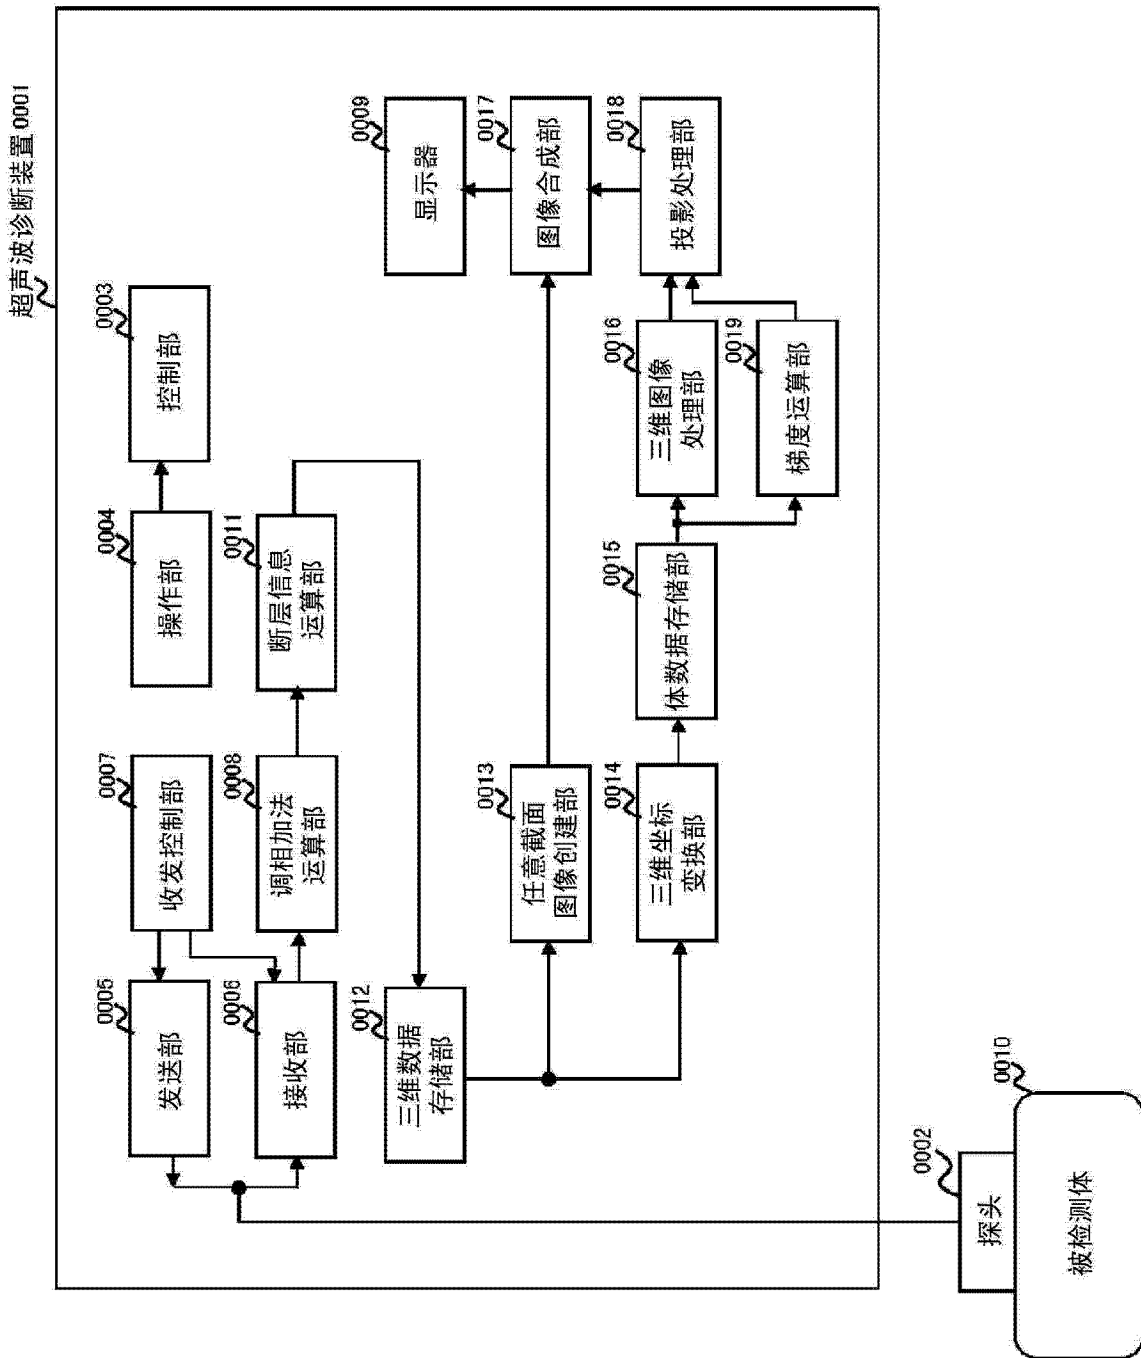 超声波诊断装置 0001
0007
收发控制部
0004
操作部
0003
控制部
0005
发送部
0006
接收部
0008
调相加法
运算部
0011
断层信息
运算部
0012
三维数据
存储部
0009
显示器
0013
任意截面
图像创建部
0017
图像合成部
0014
三维坐标
变换部
0015
体数据存储部
0016
三维图像
处理部
0018
投影处理部
0019
梯度运算部
0002
探头
0010
被检测体